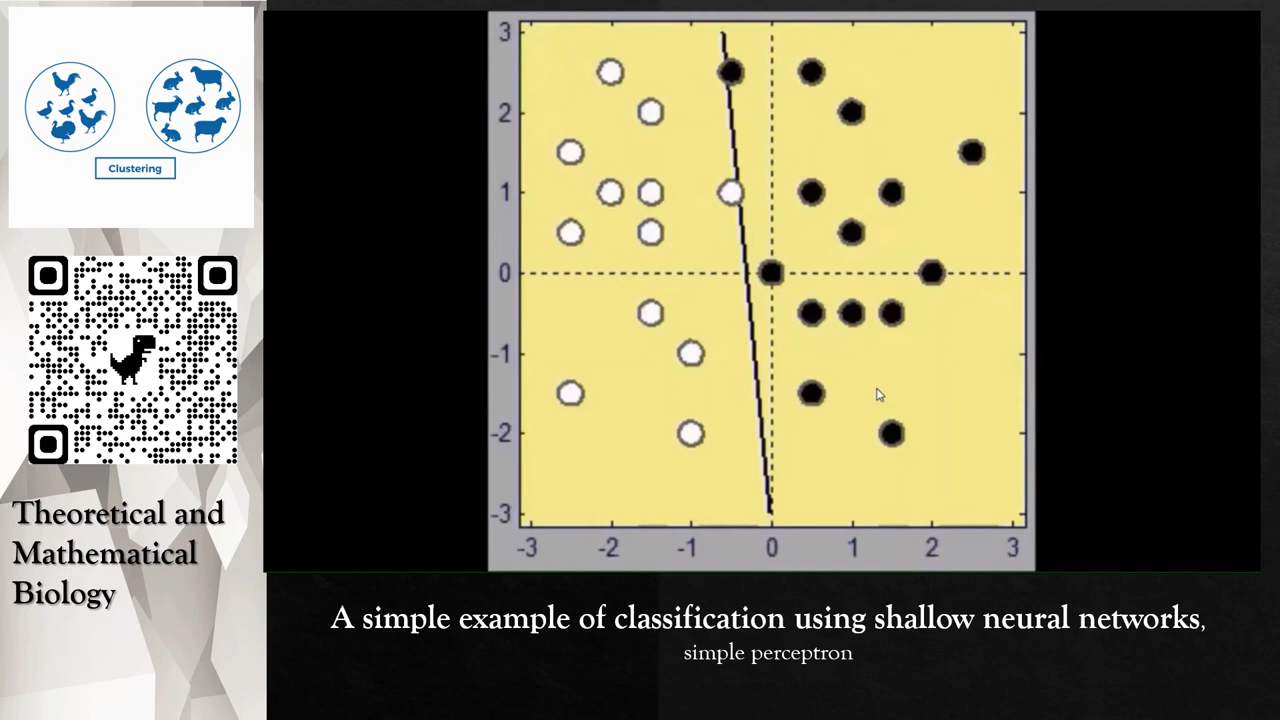 Clustering
Theoretical and
Mathematical
Biology
3
2
1
0
-1
-2
-3
-3 -2 -1 0 1 2 3
A simple example of classification using shallow neural networks,
simple perceptron